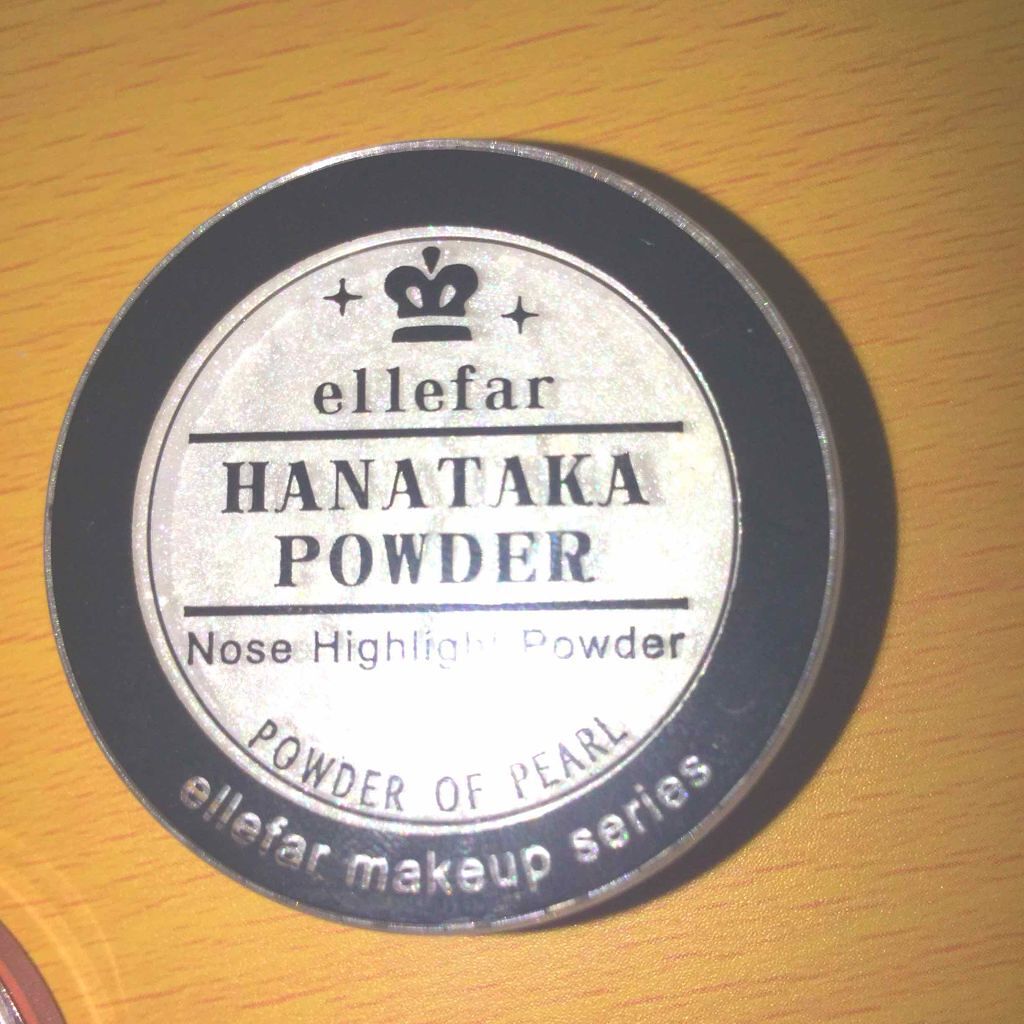 ellefar
HANATAKA
POWDER
Nose Highlight Powder
POWDER OF PEARL
ellefar makeup series